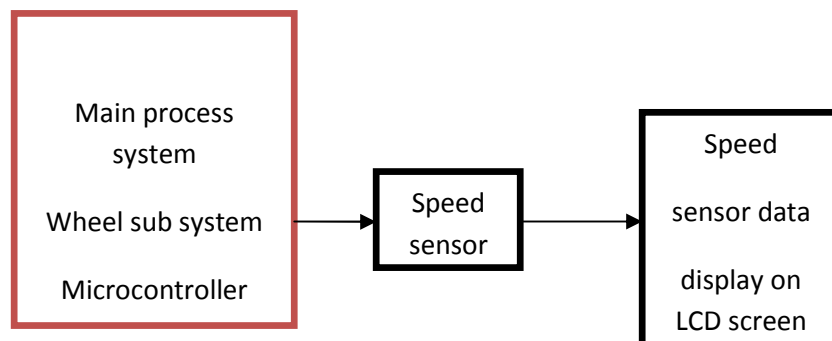 Main process
system
Wheel sub system
Microcontroller
Speed
sensor
Speed
sensor data
display on
LCD screen